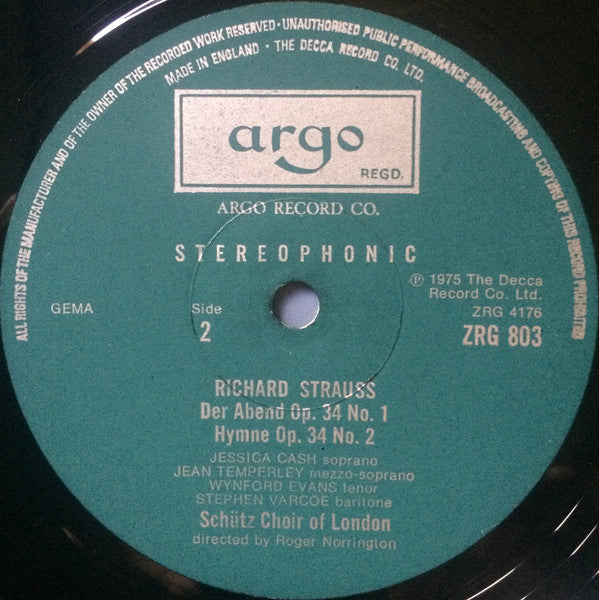 ALL RIGHTS OF THE MANUFACTURER AND OF THE OWNER OF THE RECORDED WORK RESERVED · UNAUTHORISED PUBLIC PERFORMANCE BROADCASTING AND COPYING OF THIS RECORD PROHIBITED
MADE IN ENGLAND · THE DECCA RECORD CO. LTD.
argo
REGD.
ARGO RECORD CO.
STEREOPHONIC
℗ 1975 The Decca
Record Co. Ltd.
GEMA
Side
2
ZRG 4176
ZRG 803
RICHARD STRAUSS
Der Abend Op. 34 No. 1
Hymne Op. 34 No. 2
JESSICA CASH soprano
JEAN TEMPERLEY mezzo-soprano
WYNFORD EVANS tenor
STEPHEN VARCOE baritone
Schütz Choir of London
directed by Roger Norrington